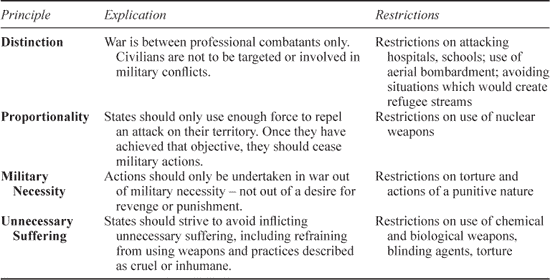 Principle Explication Restrictions
Distinction War is between professional combatants only. Restrictions on attacking
Civilians are not to be targeted or involved in hospitals, schools; use of
military conflicts. aerial bombardment; avoiding
situations which would create
refugee streams
Proportionality States should only use enough force to repel Restrictions on use of nuclear
an attack on their territory. Once they have weapons
achieved that objective, they should cease
military actions.
Military Actions should only be undertaken in war out Restrictions on torture and
Necessity of military necessity – not out of a desire for actions of a punitive nature
revenge or punishment.
Unnecessary States should strive to avoid inflicting Restrictions on use of chemical
Suffering unnecessary suffering, including refraining and biological weapons,
from using weapons and practices described blinding agents, torture
as cruel or inhumane.